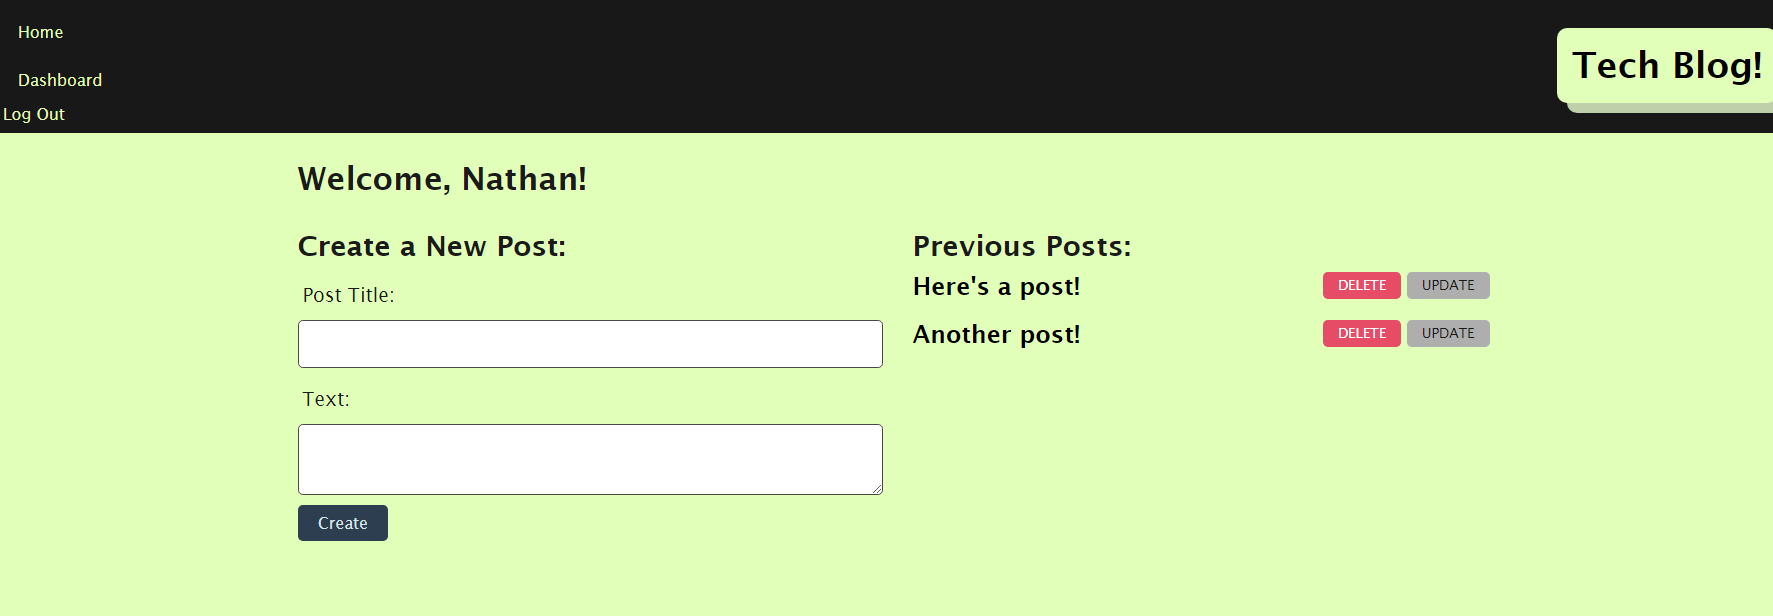 Home
Dashboard
Log Out
Tech Blog!
Welcome, Nathan!
Create a New Post:
Post Title:
Text:
Create
Previous Posts:
Here's a post!
DELETE UPDATE
Another post!
DELETE UPDATE